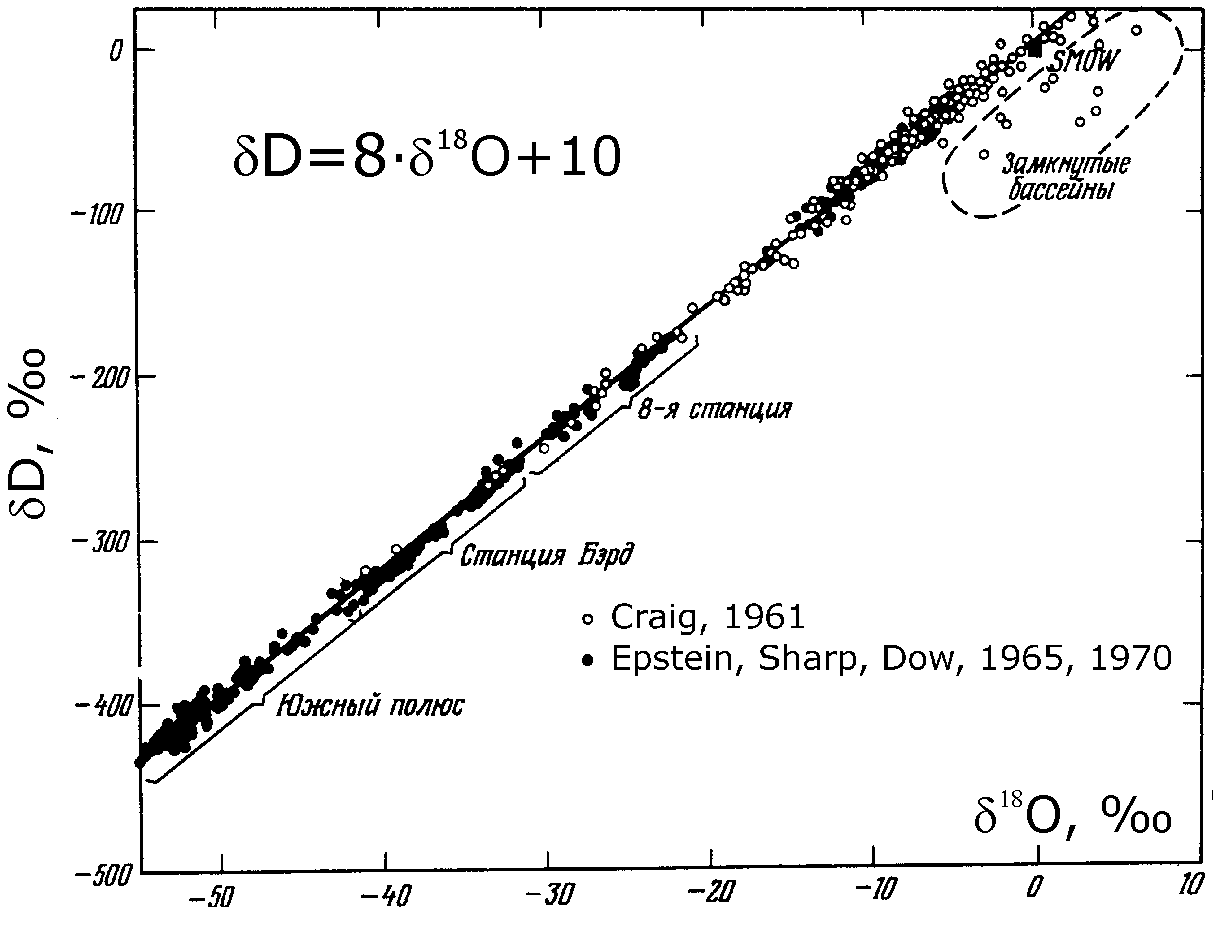 0
SMOW
δD=8·δ¹⁸O+10
Замкнутые
бассейны
-100
δD, ‰
-200
8-я станция
-300
Станция Бэрд
Craig, 1961
Epstein, Sharp, Dow, 1965, 1970
-400
Южный полюс
δ¹⁸O, ‰
-500
-50
-40
-30
-20
-10
0
10